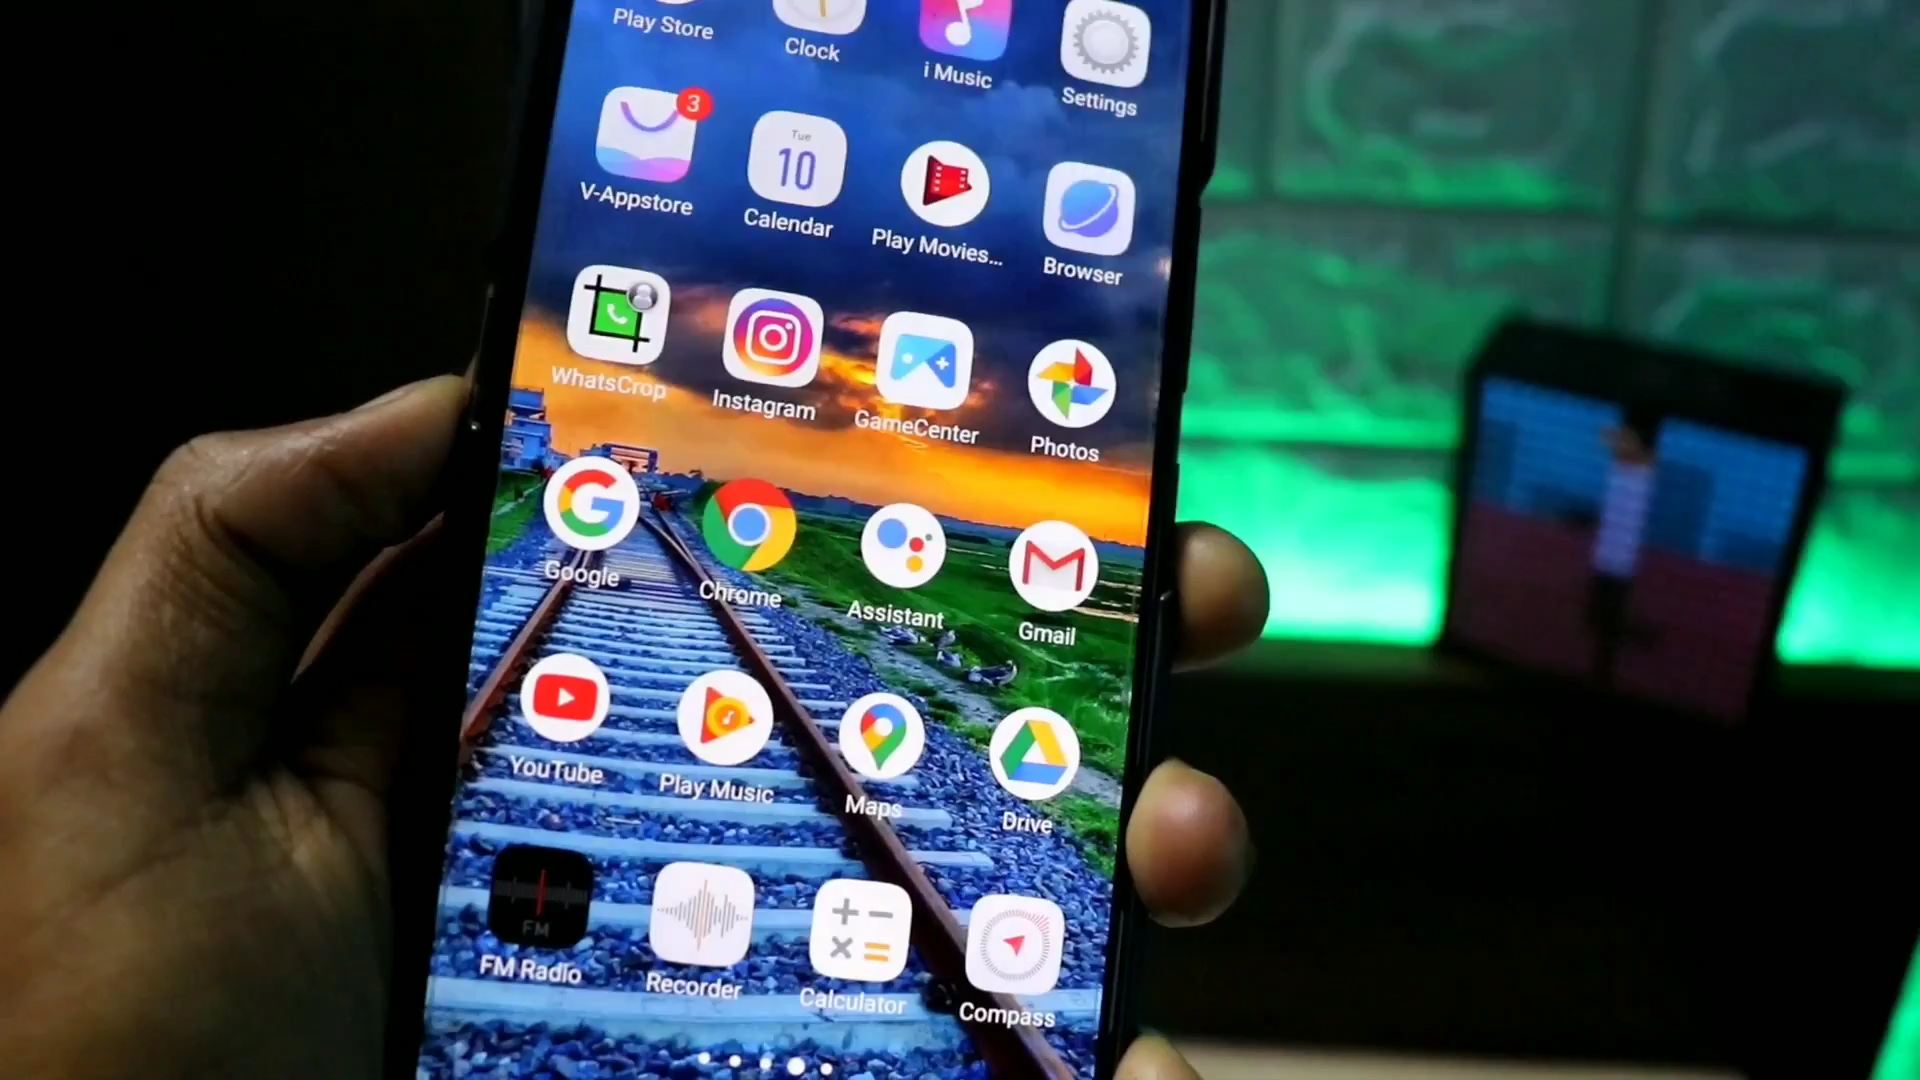 Play Store
Clock
i Music
Settings
3
V-Appstore
Tue
10
Calendar
Play Movies...
Browser
WhatsCrop
Instagram
GameCenter
Photos
Google
Chrome
Assistant
Gmail
YouTube
Play Music
Maps
Drive
FM
FM Radio
Recorder
Calculator
Compass